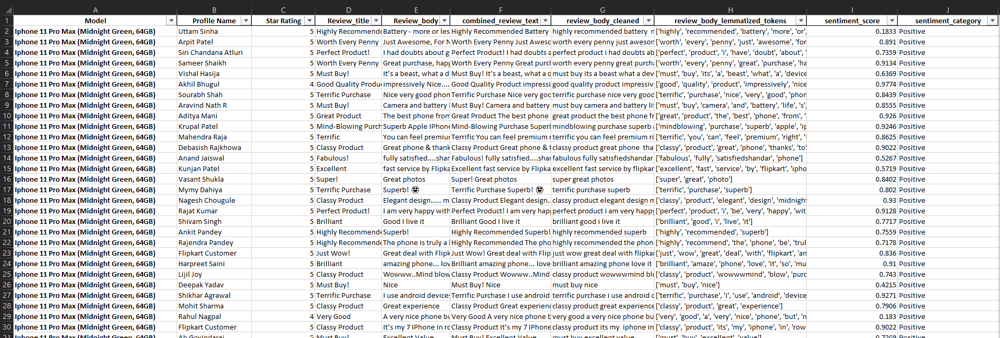 A B C D E F G H I J
1 Model Profile Name Star Rating Review_title Review_body combined_review_text review_body_cleaned review_body_lemmatized_tokens sentiment_score sentiment_category
2 Iphone 11 Pro Max (Midnight Green, 64GB) Uttam Sinha 5 Highly Recommende Battery - more or les Highly Recommended Battery highly recommended battery ['highly', 'recommended', 'battery', 'more', 'or', 0.1833 Positive
3 Iphone 11 Pro Max (Midnight Green, 64GB) Arpit Patel 5 Worth Every Penny Just Awesome, For N Worth Every Penny Just Awesc worth every penny just awesor ['worth', 'every', 'penny', 'just', 'awesome', 'for 0.891 Positive
4 Iphone 11 Pro Max (Midnight Green, 64GB) Siri Chandana Atluri 5 Perfect Product! I had doubts about g Perfect Product! I had doubts a perfect product i had doubts ab ['perfect', 'product', 'i', 'have', 'doubt', 'about', ' 0.7359 Positive
5 Iphone 11 Pro Max (Midnight Green, 64GB) Sameer Shaikh 5 Worth Every Penny Great purchase, hap Worth Every Penny Great purch worth every penny great purcha ['worth', 'every', 'penny', 'great', 'purchase', 'ha 0.9134 Positive
6 Iphone 11 Pro Max (Midnight Green, 64GB) Vishal Hasija 5 Must Buy! It's a beast, what a d Must Buy! It's a beast, what a d must buy its a beast what a dev ['must', 'buy', 'its', 'a', 'beast', 'what', 'a', 'device 0.6369 Positive
7 Iphone 11 Pro Max (Midnight Green, 64GB) Akhil Bhugul 4 Good Quality Produ impressively Nice.... Good Quality Product impressi good quality product impressiv ['good', 'quality', 'product', 'impressively', 'nice 0.9774 Positive
8 Iphone 11 Pro Max (Midnight Green, 64GB) Sourabh Shah 5 Terrific Purchase Nice very good phon Terrific Purchase Nice very goc terrific purchase nice very good ['terrific', 'purchase', 'nice', 'very', 'good', 'phon 0.8439 Positive
9 Iphone 11 Pro Max (Midnight Green, 64GB) Aravind Nath R 5 Must Buy! Camera and battery Must Buy! Camera and battery must buy camera and battery li ['must', 'buy', 'camera', 'and', 'battery', 'life', 's', 0.8555 Positive
10 Iphone 11 Pro Max (Midnight Green, 64GB) Aditya Mani 5 Great Product The best phone from Great Product The best phone great product the best phone fr ['great', 'product', 'the', 'best', 'phone', 'from', ' 0.926 Positive
11 Iphone 11 Pro Max (Midnight Green, 64GB) Krupal Patel 5 Mind-Blowing Purch Superb Apple IPhone Mind-Blowing Purchase Superl mindblowing purchase superb ['mindblowing', 'purchase', 'superb', 'apple', 'ip 0.9246 Positive
12 Iphone 11 Pro Max (Midnight Green, 64GB) Mahendra Raja 5 Terrific You can feel premiur Terrific You can feel premium r terrific you can feel premium ri ['terrific', 'you', 'can', 'feel', 'premium', 'right', ' 0.8625 Positive
13 Iphone 11 Pro Max (Midnight Green, 64GB) Debasish Rajkhowa 5 Classy Product Great phone & thank Classy Product Great phone & t classy product great phone tha ['classy', 'product', 'great', 'phone', 'thanks', 'to' 0.9022 Positive
14 Iphone 11 Pro Max (Midnight Green, 64GB) Anand Jaiswal 5 Fabulous! fully satisfied....shar Fabulous! fully satisfied....shar fabulous fully satisfiedshandar ['fabulous', 'fully', 'satisfiedshandar', 'phone'] 0.5267 Positive
15 Iphone 11 Pro Max (Midnight Green, 64GB) Kunjan Patel 5 Excellent fast service by Flipka Excellent fast service by Flipka excellent fast service by flipkar ['excellent', 'fast', 'service', 'by', 'flipkart', 'ipho 0.5719 Positive
16 Iphone 11 Pro Max (Midnight Green, 64GB) Vasant Shukla 5 Super! Great photos Super! Great photos super great photos ['super', 'great', 'photo'] 0.8402 Positive
17 Iphone 11 Pro Max (Midnight Green, 64GB) Mymy Dahiya 5 Terrific Purchase Superb! 😍 Terrific Purchase Superb! 😍 terrific purchase superb ['terrific', 'purchase', 'superb'] 0.802 Positive
18 Iphone 11 Pro Max (Midnight Green, 64GB) Nagesh Chougule 5 Classy Product Elegant design..... m Classy Product Elegant design.. classy product elegant design m ['classy', 'product', 'elegant', 'design', 'midnight 0.93 Positive
19 Iphone 11 Pro Max (Midnight Green, 64GB) Rajat Kumar 5 Perfect Product! I am very happy with Perfect Product! I am very hap perfect product i am very happy ['perfect', 'product', 'i', 'be', 'very', 'happy', 'wit 0.9128 Positive
20 Iphone 11 Pro Max (Midnight Green, 64GB) Shivam Singh 5 Brilliant Good I live it Brilliant Good I live it brilliant good i live it ['brilliant', 'good', 'i', 'live', 'it'] 0.7717 Positive
21 Iphone 11 Pro Max (Midnight Green, 64GB) Ankit Pandey 5 Highly Recommende Superb! Highly Recommended Superb! highly recommended superb ['highly', 'recommended', 'superb'] 0.7559 Positive
22 Iphone 11 Pro Max (Midnight Green, 64GB) Rajendra Pandey 5 Highly Recommende The phone is truly a Highly Recommended The pho highly recommended the phon ['highly', 'recommend', 'the', 'phone', 'be', 'trul 0.7178 Positive
23 Iphone 11 Pro Max (Midnight Green, 64GB) Flipkart Customer 5 Just Wow! Great deal with Flip Just Wow! Great deal with Flip just wow great deal with flipka ['just', 'wow', 'great', 'deal', 'with', 'flipkart', 'an 0.836 Positive
24 Iphone 11 Pro Max (Midnight Green, 64GB) Harpreet Saini 5 Brilliant amazing phone... lov Brilliant amazing phone... love brilliant amazing phone love it ['brilliant', 'amaze', 'phone', 'love', 'it', 'so', 'mu 0.91 Positive
25 Iphone 11 Pro Max (Midnight Green, 64GB) Lijil Joy 5 Classy Product Wowww..Mind blow Classy Product Wowww..Mind classy product wowwwmind blo ['classy', 'product', 'wowwwmind', 'blow', 'purc 0.743 Positive
26 Iphone 11 Pro Max (Midnight Green, 64GB) Deepak Yadav 5 Must Buy! Nice Must Buy! Nice must buy nice ['must', 'buy', 'nice'] 0.4215 Positive
27 Iphone 11 Pro Max (Midnight Green, 64GB) Shikhar Agrawal 5 Terrific Purchase I use android device Terrific Purchase I use android terrific purchase i use android ['terrific', 'purchase', 'i', 'use', 'android', 'device 0.9271 Positive
28 Iphone 11 Pro Max (Midnight Green, 64GB) Mohit Sharma 5 Classy Product Great experience Classy Product Great experienc classy product great experience ['classy', 'product', 'great', 'experience'] 0.7906 Positive
29 Iphone 11 Pro Max (Midnight Green, 64GB) Rahul Nagpal 4 Very Good A very nice phone bu Very Good A very nice phone very good a very nice phone bu ['very', 'good', 'a', 'very', 'nice', 'phone', 'but', 'n 0.183 Positive
30 Iphone 11 Pro Max (Midnight Green, 64GB) Flipkart Customer 5 Classy Product It's my 7 IPhone in rc Classy Product It's my 7 IPhone classy product its my iphone in ['classy', 'product', 'its', 'my', 'iphone', 'in', 'row 0.9022 Positive
31 Iphone 11 Pro Max (Midnight Green, 64GB) Ab Govindaraj 5 Must Buy! Excellent Value Must Buy! Excellent Value must buy excellent value ['must', 'buy', 'excellent', 'value'] 0.7269 Positive